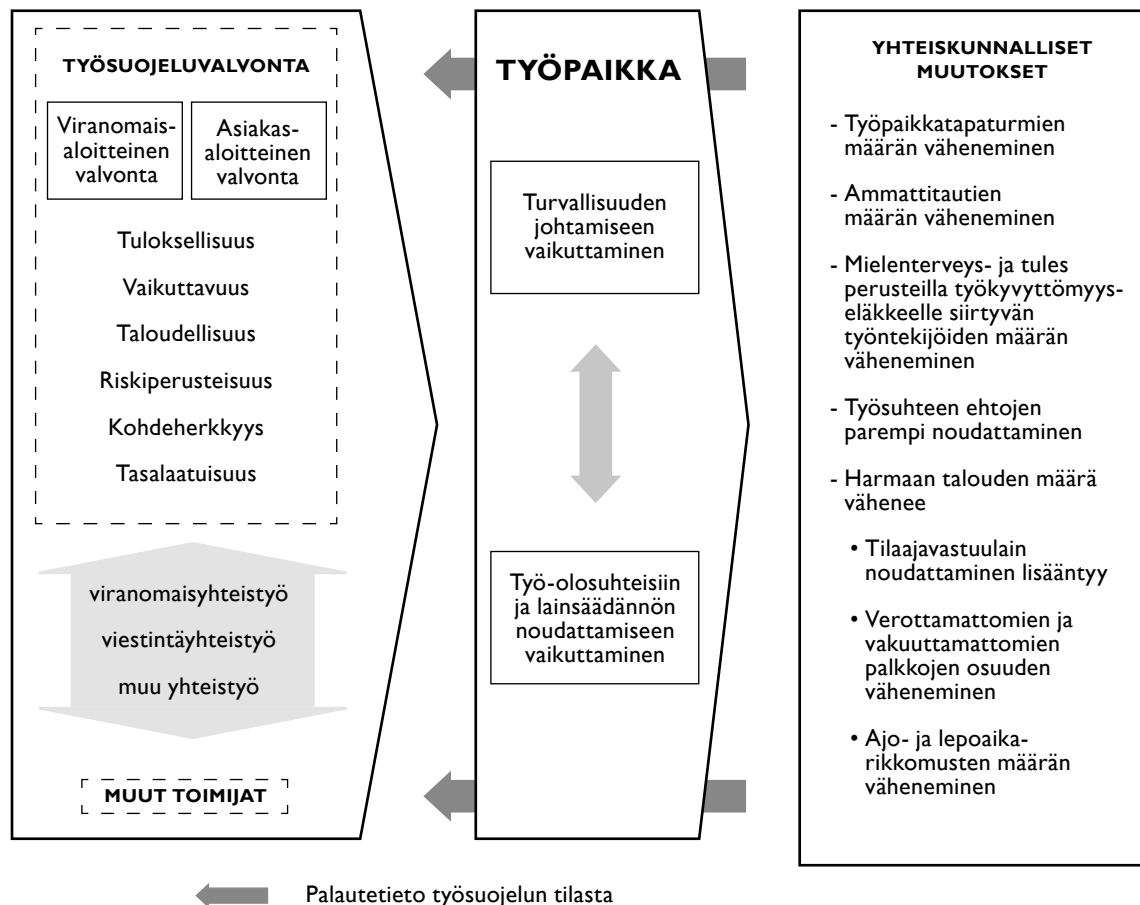 TYÖSUOJELUVALVONTA
Viranomais-
aloitteinen
valvonta
Asiakas-
aloitteinen
valvonta
Tuloksellisuus
Vaikuttavuus
Taloudellisuus
Riskiperusteisuus
Kohdeherkkyys
Tasalaatuisuus
viranomaisyhteistyö
viestintäyhteistyö
muu yhteistyö
MUUT TOIMIJAT
TYÖPAIKKA
Turvallisuuden
johtamiseen
vaikuttaminen
Työ-olosuhteisiin
ja lainsäädännön
noudattamiseen
vaikuttaminen
YHTEISKUNNALLISET
MUUTOKSET
- Työpaikkatapaturmien
määrän väheneminen
- Ammattitautien
määrän väheneminen
- Mielenterveys- ja tules
perusteilla työkyvyttömyys-
eläkkeelle siirtyvän
työntekijöiden määrän
väheneminen
- Työsuhteen ehtojen
parempi noudattaminen
- Harmaan talouden määrä
vähenee
• Tilaajavastuulain
noudattaminen lisääntyy
• Verottamattomien ja
vakuuttamattomien
palkkojen osuuden
väheneminen
• Ajo- ja lepoaika-
rikkomusten määrän
väheneminen
Palautetieto työsuojelun tilasta